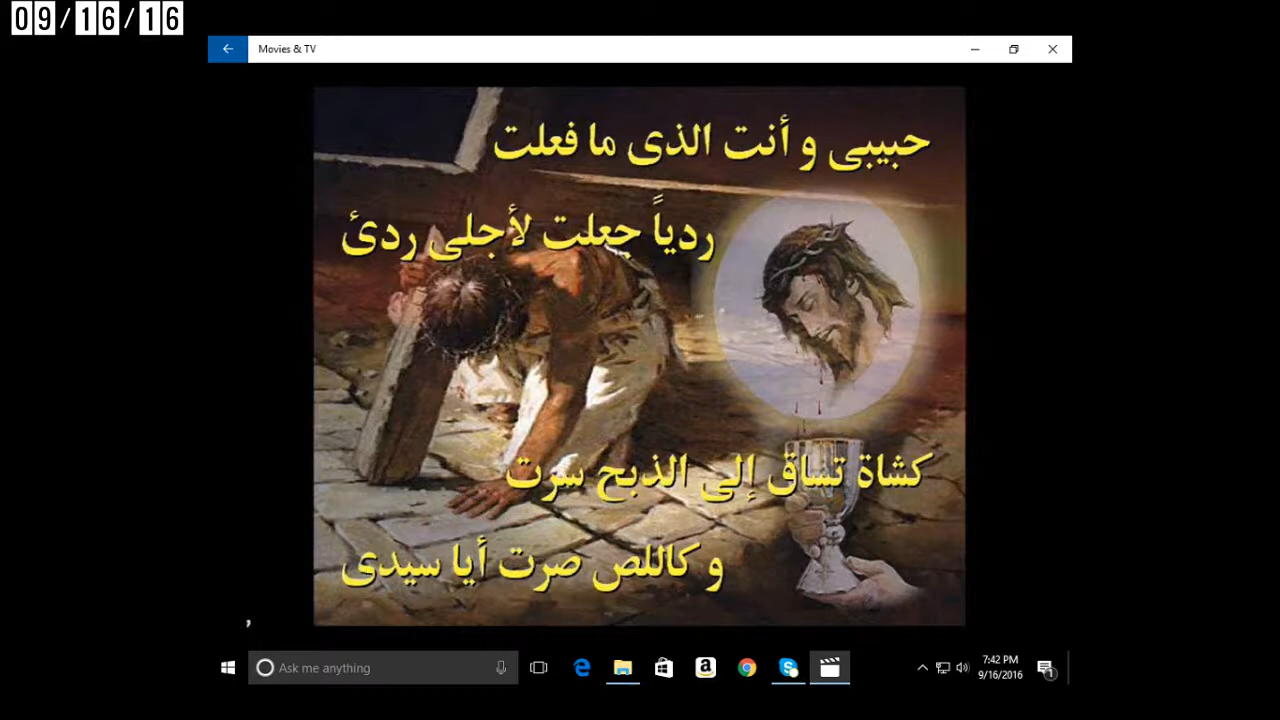 09/16/16
Movies & TV
حبيبى و أنت الذى ما فعلت
ردياً جعلت لأجلى ردئ
كشاة تساق إلى الذبح سرت
و كاللص صرت أيا سيدى
,
Ask me anything
7:42 PM
9/16/2016
1